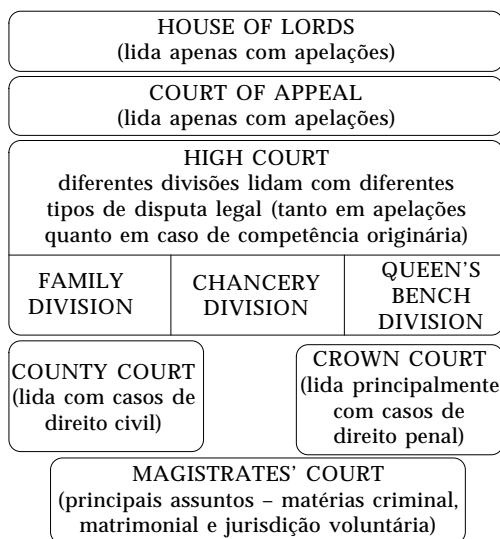 HOUSE OF LORDS
(lida apenas com apelações)
COURT OF APPEAL
(lida apenas com apelações)
HIGH COURT
diferentes divisões lidam com diferentes
tipos de disputa legal (tanto em apelações
quanto em caso de competência originária)
FAMILY
DIVISION
CHANCERY
DIVISION
QUEEN'S
BENCH
DIVISION
COUNTY COURT
(lida com casos de
direito civil)
CROWN COURT
(lida principalmente
com casos de
direito penal)
MAGISTRATES' COURT
(principais assuntos – matérias criminal,
matrimonial e jurisdição voluntária)